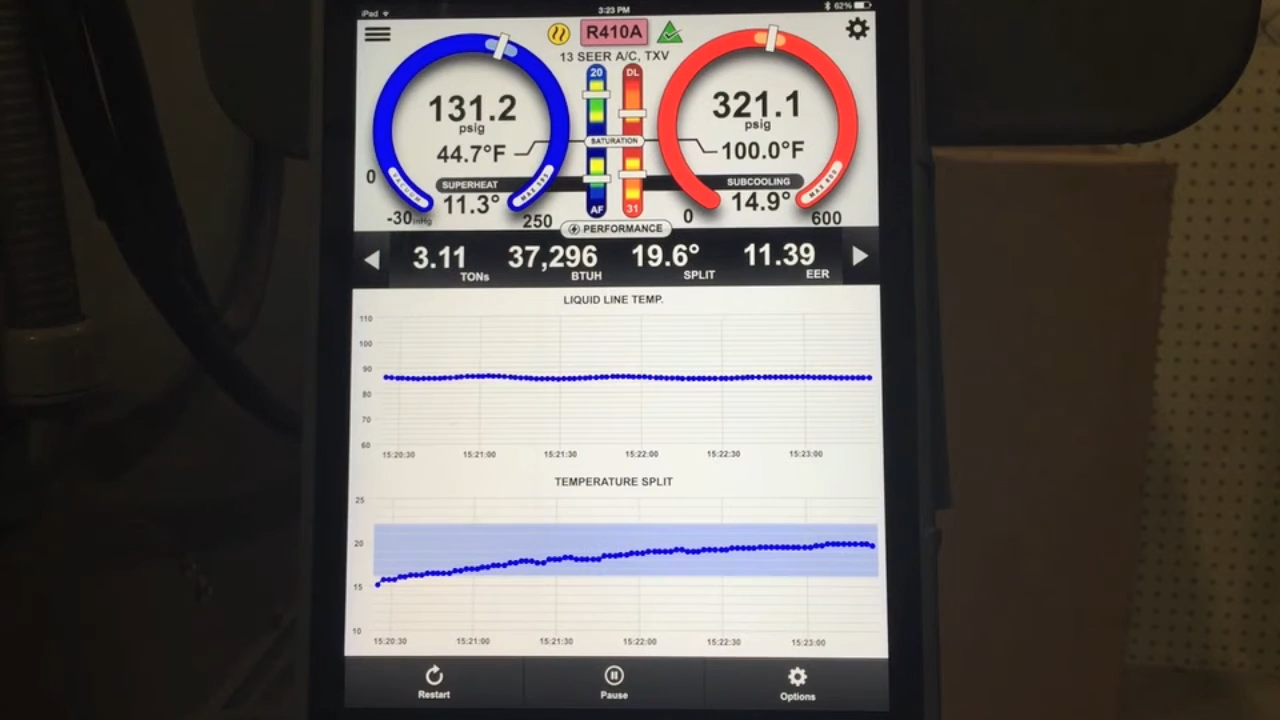 iPad 3:23 PM 62%
R410A
13 SEER A/C, TXV
20 DL
131.2
psig
44.7°F
321.1
psig
100.0°F
SATURATION
SUPERHEAT
11.3°
SUBCOOLING
14.9°
AF 31
0 VACUUM
-30inHg 250
0 600
PERFORMANCE
3.11 37,296 19.6° 11.39
TONs BTUH SPLIT EER
LIQUID LINE TEMP.
110
100
90
80
70
60
15:20:30 15:21:00 15:21:30 15:22:00 15:22:30 15:23:00
TEMPERATURE SPLIT
25
20
15
10
15:20:30 15:21:00 15:21:30 15:22:00 15:22:30 15:23:00
Restart Pause Options